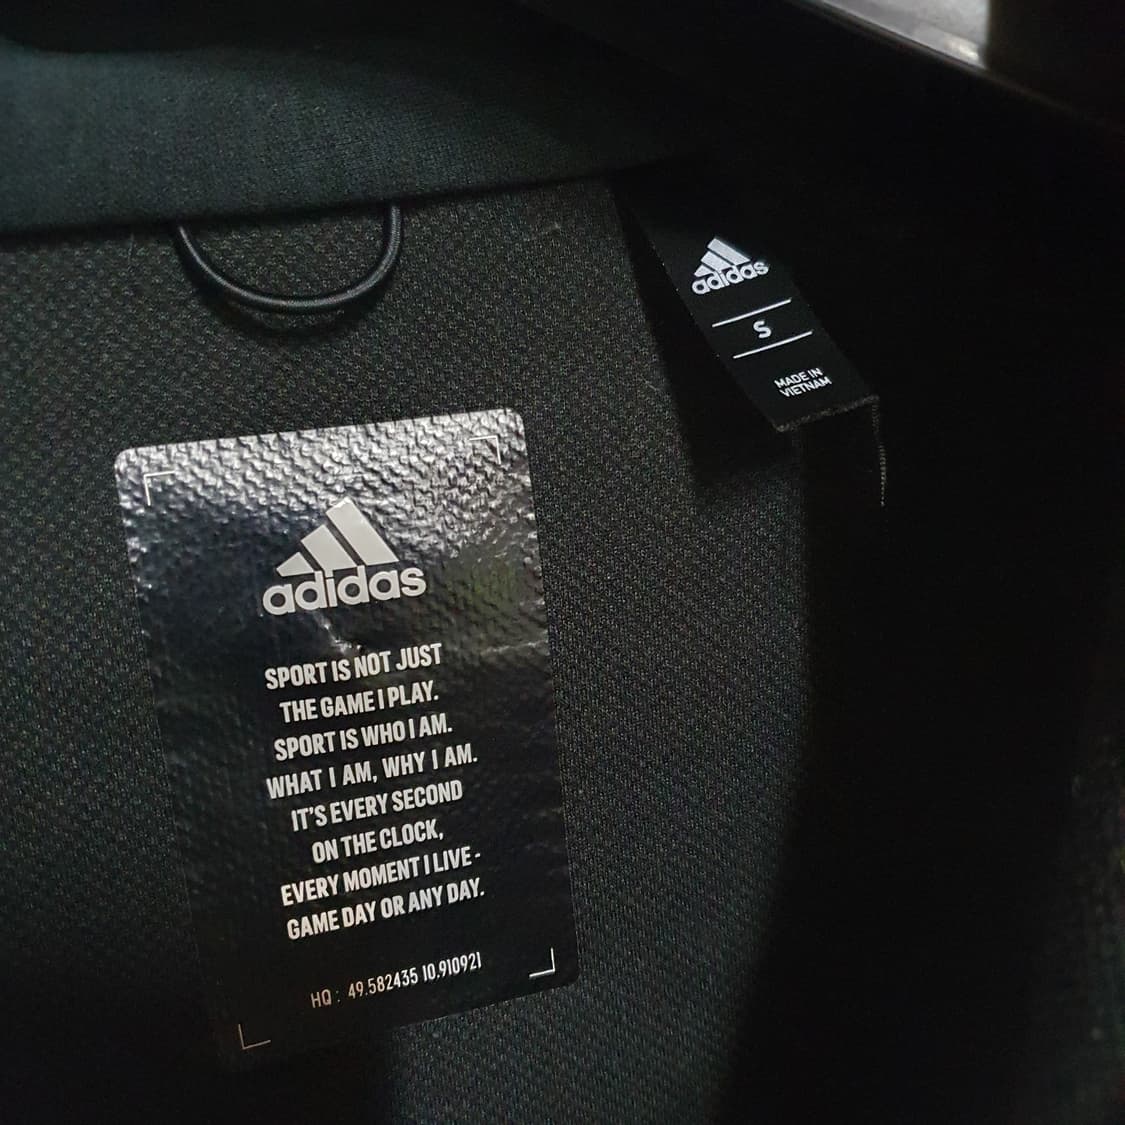 adidas
S
MADE IN
VIETNAM
adidas
SPORT IS NOT JUST
THE GAME I PLAY.
SPORT IS WHO I AM.
WHAT I AM, WHY I AM.
IT'S EVERY SECOND
ON THE CLOCK,
EVERY MOMENT I LIVE -
GAME DAY OR ANY DAY.
HQ : 49.582435 10.910921